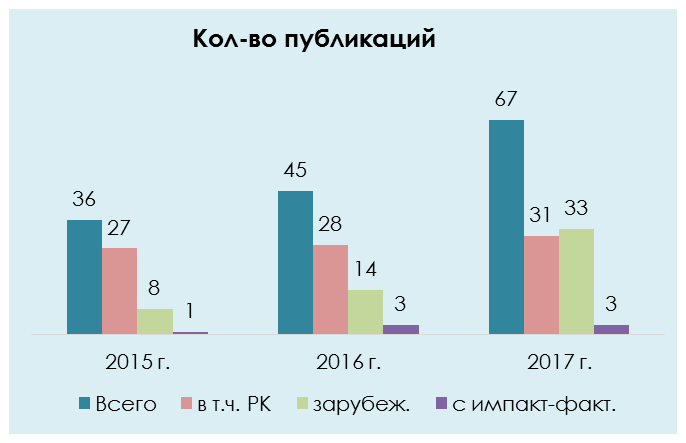 Кол-во публикаций
67
45
36
33
31
28
27
14
8
3
3
1
2015 г.
2016 г.
2017 г.
Всего
в т.ч. РК
зарубеж.
с импакт-факт.